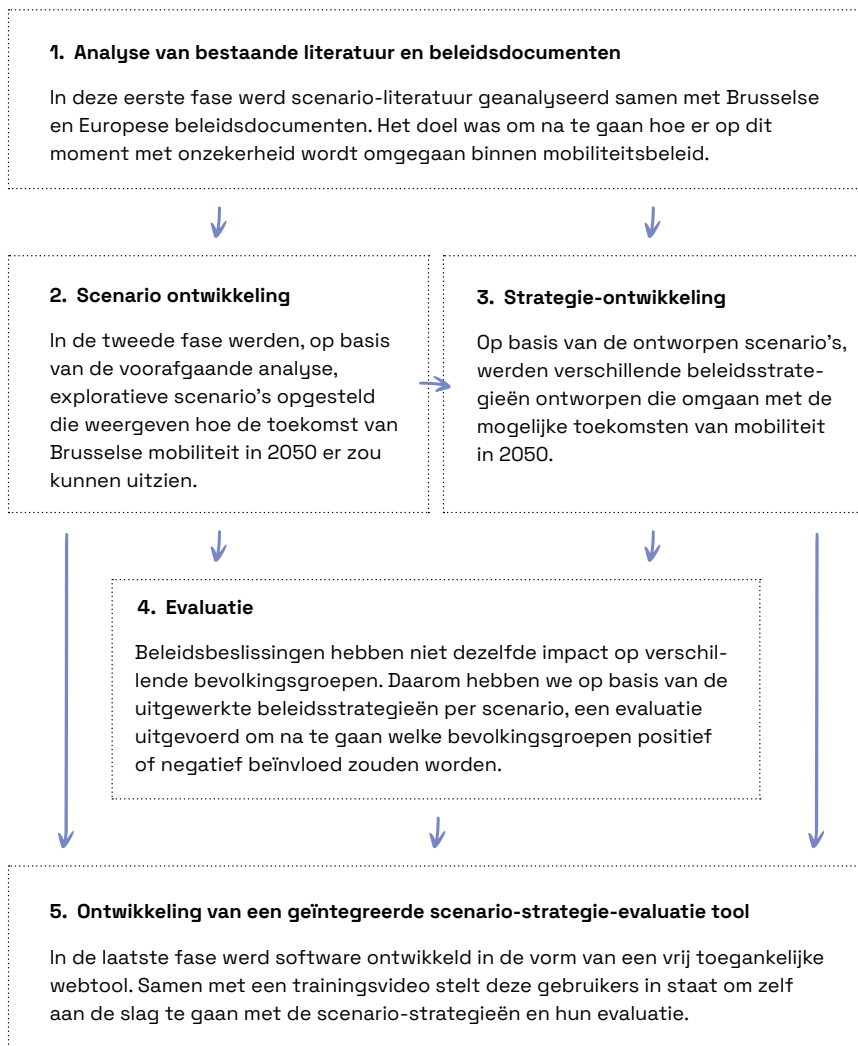 1. Analyse van bestaande literatuur en beleidsdocumenten
In deze eerste fase werd scenario-literatuur geanalyseerd samen met Brusselse
en Europese beleidsdocumenten. Het doel was om na te gaan hoe er op dit
moment met onzekerheid wordt omgegaan binnen mobiliteitsbeleid.
2. Scenario ontwikkeling
In de tweede fase werden, op basis
van de voorafgaande analyse,
exploratieve scenario's opgesteld
die weergeven hoe de toekomst van
Brusselse mobiliteit in 2050 er zou
kunnen uitzien.
3. Strategie-ontwikkeling
Op basis van de ontworpen scenario's,
werden verschillende beleidsstrate-
gieën ontworpen die omgaan met de
mogelijke toekomsten van mobiliteit
in 2050.
4. Evaluatie
Beleidsbeslissingen hebben niet dezelfde impact op verschil-
lende bevolkingsgroepen. Daarom hebben we op basis van de
uitgewerkte beleidsstrategieën per scenario, een evaluatie
uitgevoerd om na te gaan welke bevolkingsgroepen positief
of negatief beïnvloed zouden worden.
5. Ontwikkeling van een geïntegreerde scenario-strategie-evaluatie tool
In de laatste fase werd software ontwikkeld in de vorm van een vrij toegankelijke
webtool. Samen met een trainingsvideo stelt deze gebruikers in staat om zelf
aan de slag te gaan met de scenario-strategieën en hun evaluatie.